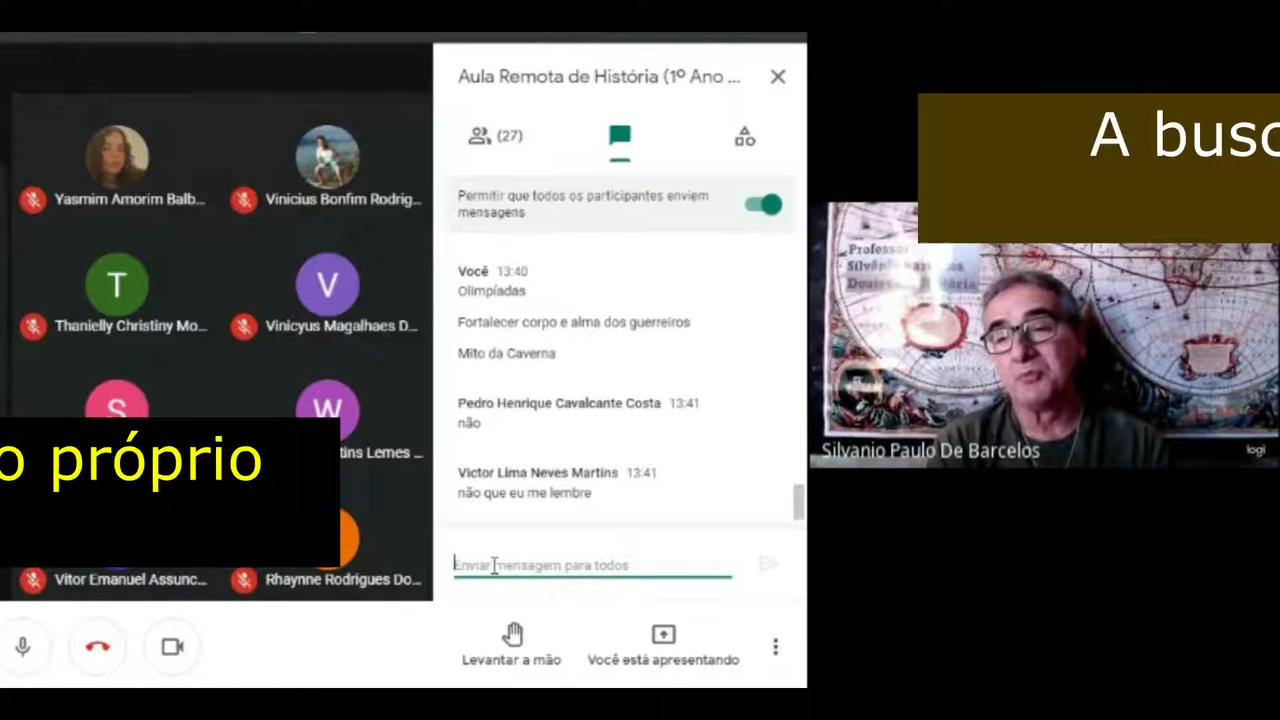 Aula Remota de História (1º Ano ...
(27)
Permitir que todos os participantes enviem
mensagens
Você 13:40
Olimpíadas
Fortalecer corpo e alma dos guerreiros
Mito da Caverna
Pedro Henrique Cavalcante Costa 13:41
não
Victor Lima Neves Martins 13:41
não que eu me lembre
Enviar mensagem para todos
Levantar a mão
Você está apresentando
Yasmim Amorim Balb...
Vinicius Bonfim Rodrig...
T
V
Thanielly Christiny Mo...
Vinicyus Magalhaes D...
S
W
tins Lemes ...
o próprio
Vitor Emanuel Assunc...
Rhaynne Rodrigues Do...
A busc
Professor
Silvanio Paulo De Barcelos
logi